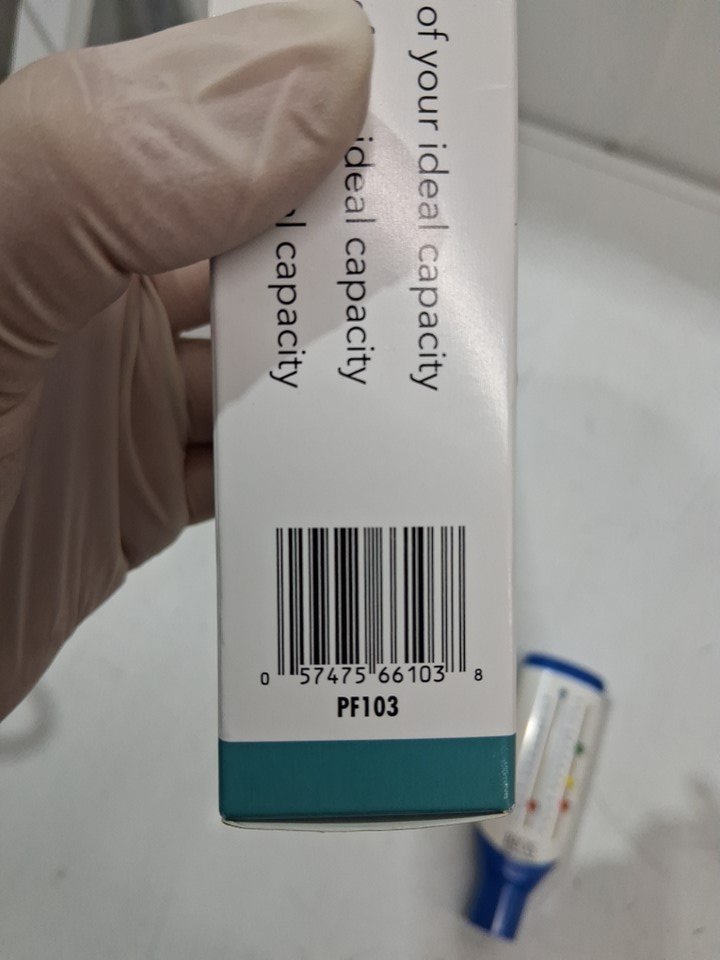 of your ideal capacity
ideal capacity
capacity
0 57475 66103 8
PF103